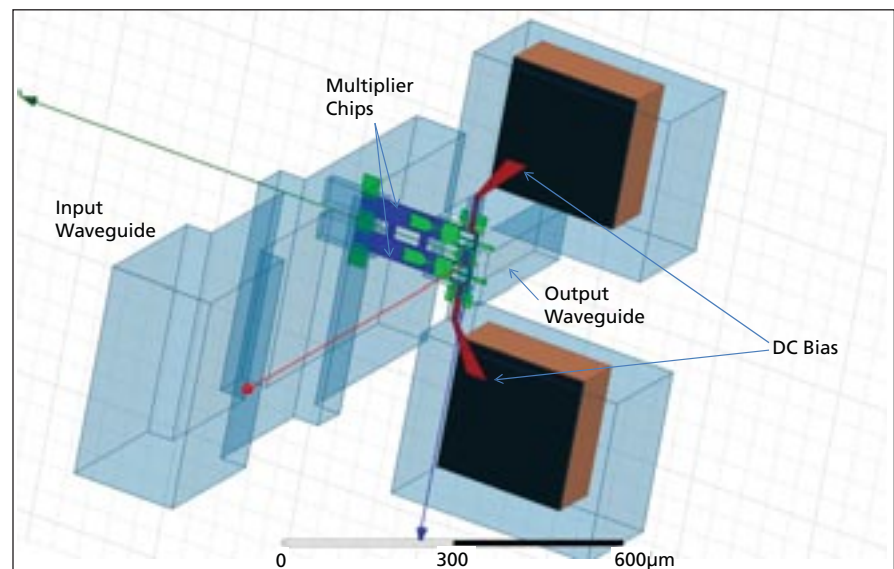 Multiplier
Chips
Input
Waveguide
Output
Waveguide
DC Bias
0 300 600µm